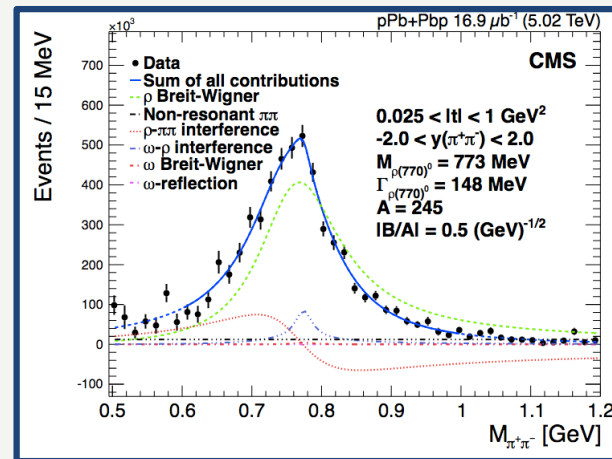 pPb+Pbp 16.9 μb⁻¹ (5.02 TeV)
×10³
CMS
Data
Sum of all contributions
ρ Breit-Wigner
Non-resonant ππ
ρ-ππ interference
ω-ρ interference
ω Breit-Wigner
ω-reflection
0.025 < |t| < 1 GeV²
-2.0 < y(π⁺π⁻) < 2.0
M ρ(770)⁰ = 773 MeV
Γ ρ(770)⁰ = 148 MeV
A = 245
|B/A| = 0.5 (GeV)⁻¹/²
Events / 15 MeV
700
600
500
400
300
200
100
0
-100
0.5 0.6 0.7 0.8 0.9 1 1.1 1.2
M π⁺π⁻ [GeV]